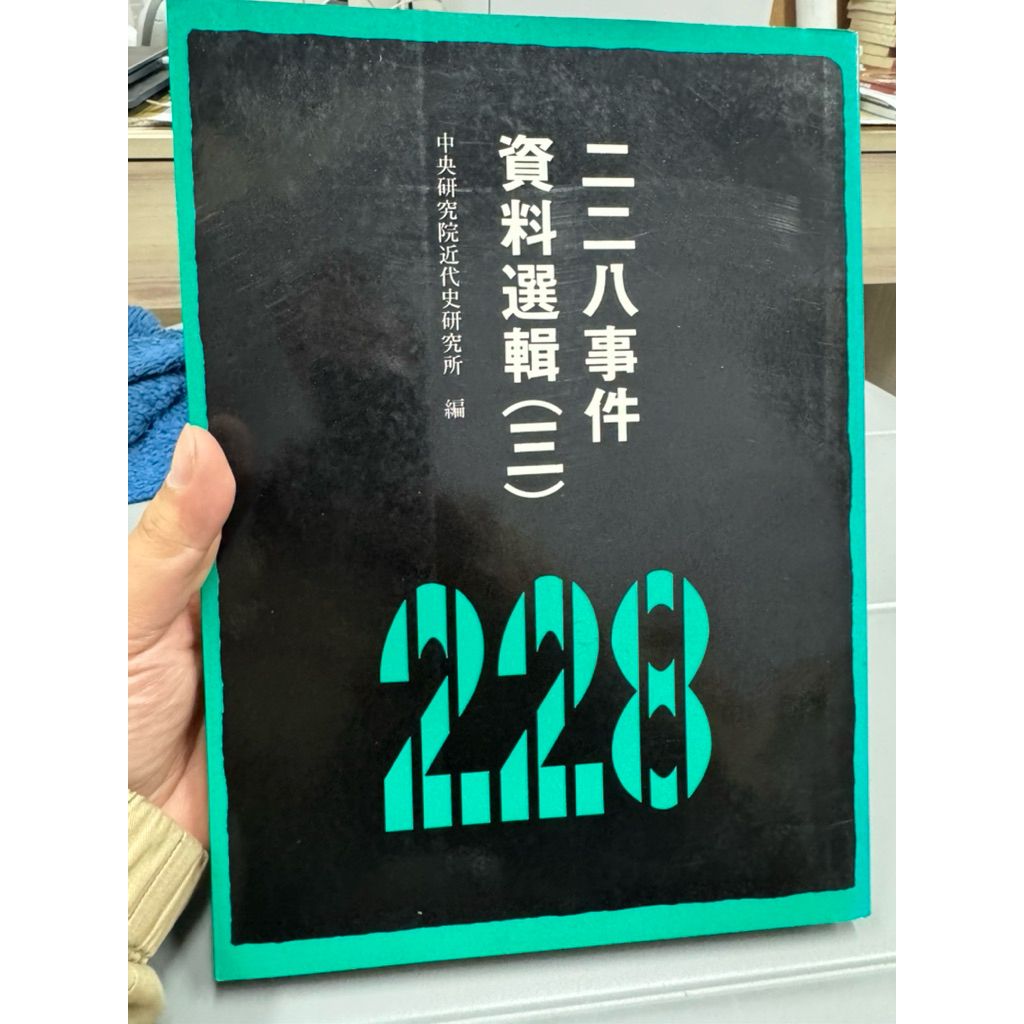 二二八事件
資料選輯（三）
中央研究院近代史研究所 編
228